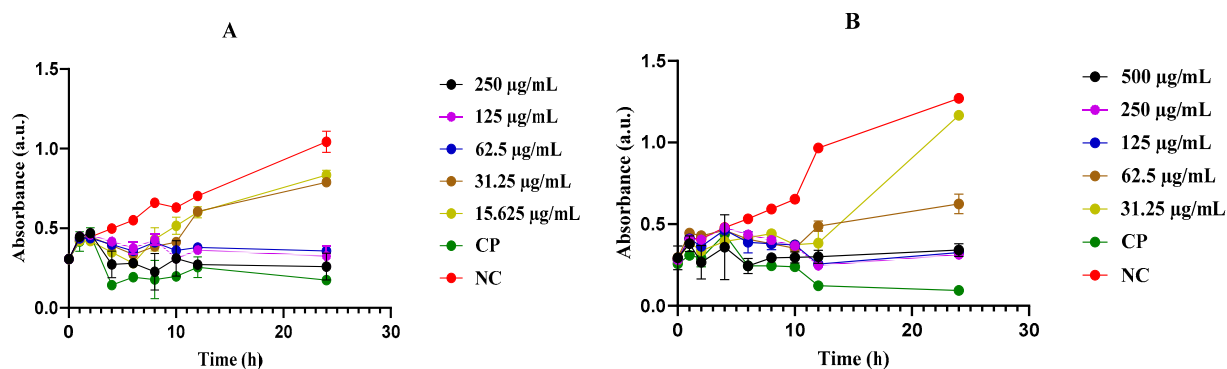 A
Absorbance (a.u.)
1.5
1.0
0.5
0.0
0
10
20
30
Time (h)
250 µg/mL
125 µg/mL
62.5 µg/mL
31.25 µg/mL
15.625 µg/mL
CP
NC
B
Absorbance (a.u.)
1.5
1.0
0.5
0.0
0
10
20
30
Time (h)
500 µg/mL
250 µg/mL
125 µg/mL
62.5 µg/mL
31.25 µg/mL
CP
NC